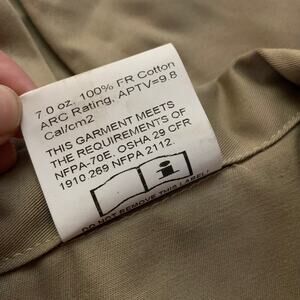 7 0 oz. 100% FR Cotton
ARC Rating, APTV=9.8
Cal/cm2
THIS GARMENT MEETS
THE REQUIREMENTS OF
NFPA-70E. OSHA 29 CFR
1910 269 NFPA 2112.
DO NOT REMOVE THIS LABEL!